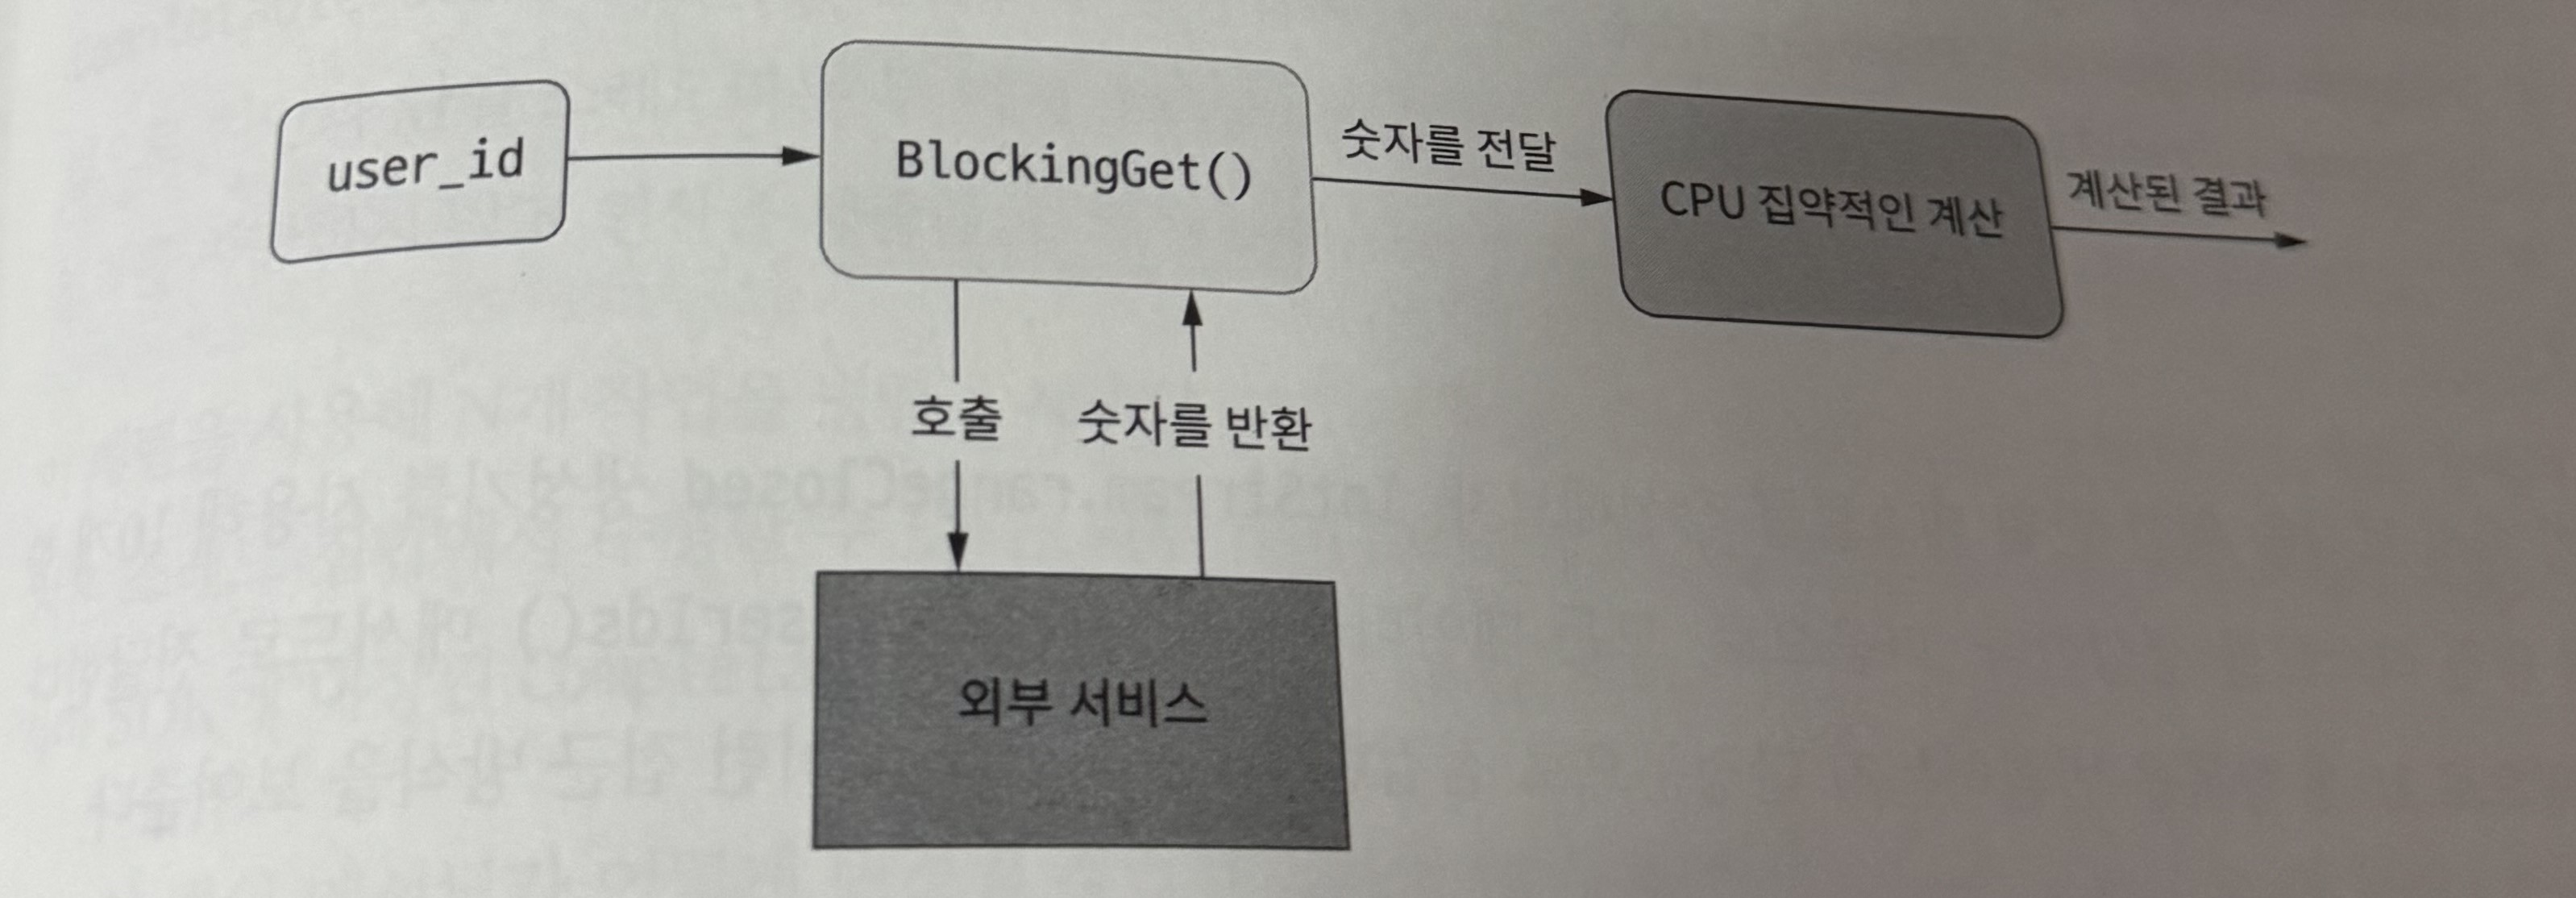 user_id
BlockingGet()
숫자를 전달
CPU 집약적인 계산
계산된 결과
호출
숫자를 반환
외부 서비스